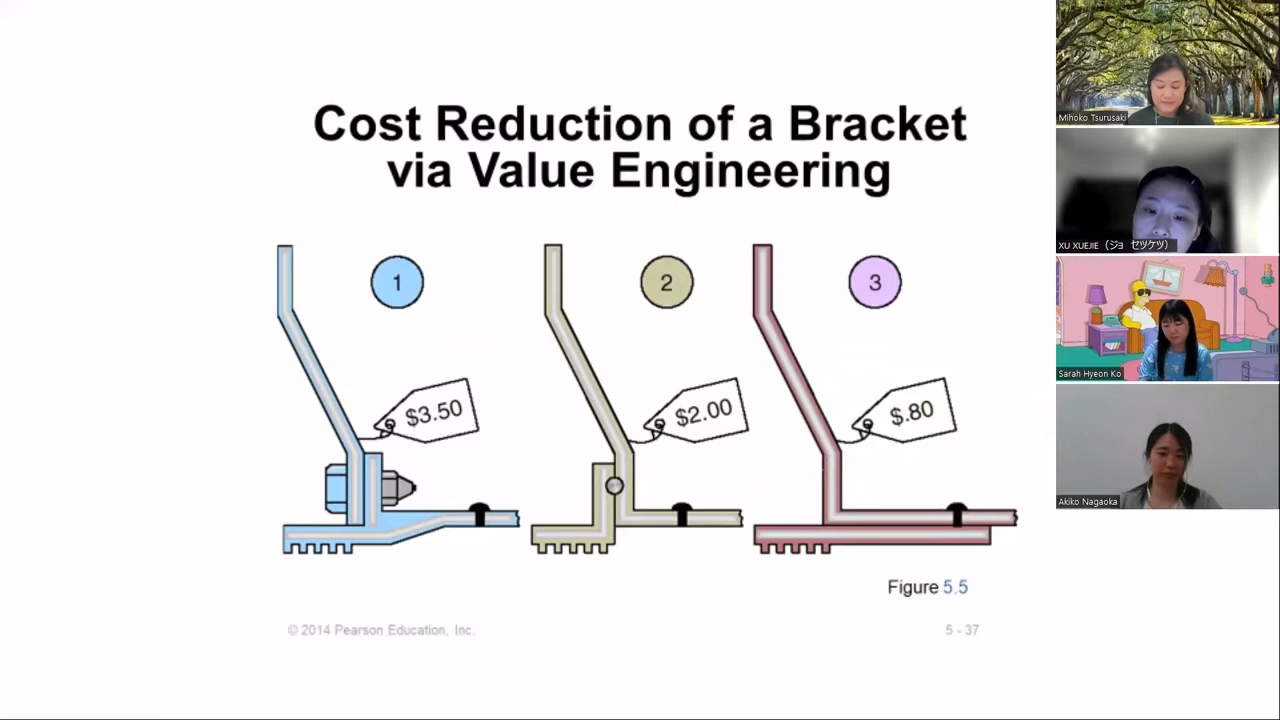 Cost Reduction of a Bracket
via Value Engineering
1
2
3
$3.50
$2.00
$.80
Figure 5.5
© 2014 Pearson Education, Inc.
5 - 37
Mihoko Tsurusaki
XU XUEJIE（ジョ　セツケツ）
Sarah Hyeon Ko
Akiko Nagaoka